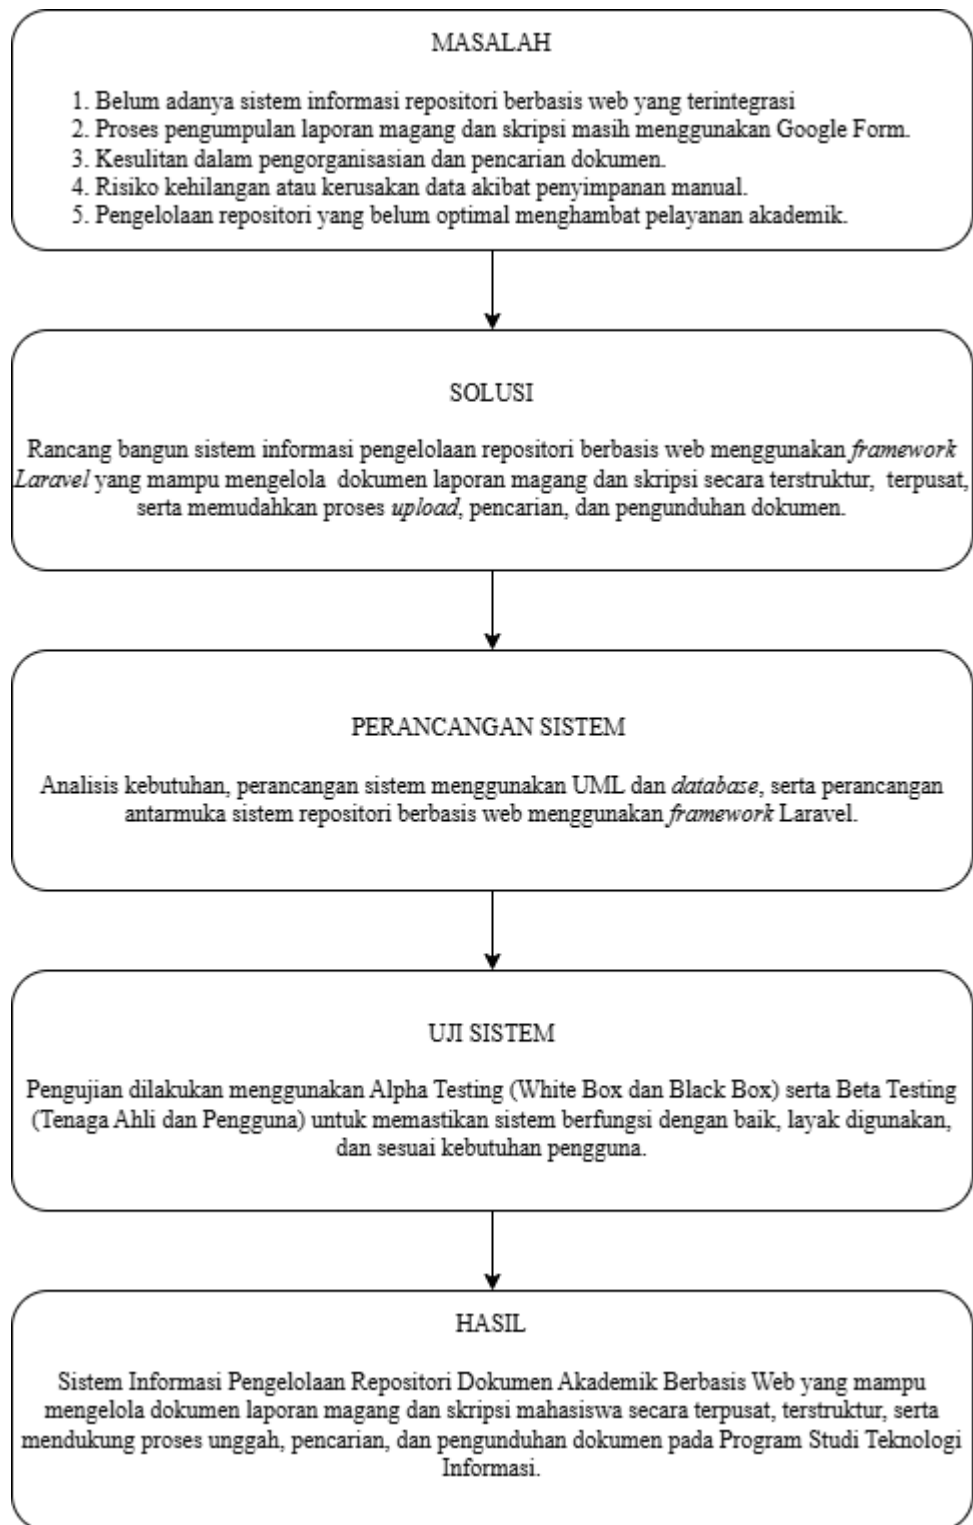 MASALAH
1. Belum adanya sistem informasi repositori berbasis web yang terintegrasi
2. Proses pengumpulan laporan magang dan skripsi masih menggunakan Google Form.
3. Kesulitan dalam pengorganisasian dan pencarian dokumen.
4. Risiko kehilangan atau kerusakan data akibat penyimpanan manual.
5. Pengelolaan repositori yang belum optimal menghambat pelayanan akademik.
SOLUSI
Rancang bangun sistem informasi pengelolaan repositori berbasis web menggunakan framework
Laravel yang mampu mengelola dokumen laporan magang dan skripsi secara terstruktur, terpusat,
serta memudahkan proses upload, pencarian, dan pengunduhan dokumen.
PERANCANGAN SISTEM
Analisis kebutuhan, perancangan sistem menggunakan UML dan database, serta perancangan
antarmuka sistem repositori berbasis web menggunakan framework Laravel.
UJI SISTEM
Pengujian dilakukan menggunakan Alpha Testing (White Box dan Black Box) serta Beta Testing
(Tenaga Ahli dan Pengguna) untuk memastikan sistem berfungsi dengan baik, layak digunakan,
dan sesuai kebutuhan pengguna.
HASIL
Sistem Informasi Pengelolaan Repositori Dokumen Akademik Berbasis Web yang mampu
mengelola dokumen laporan magang dan skripsi mahasiswa secara terpusat, terstruktur, serta
mendukung proses unggah, pencarian, dan pengunduhan dokumen pada Program Studi Teknologi
Informasi.